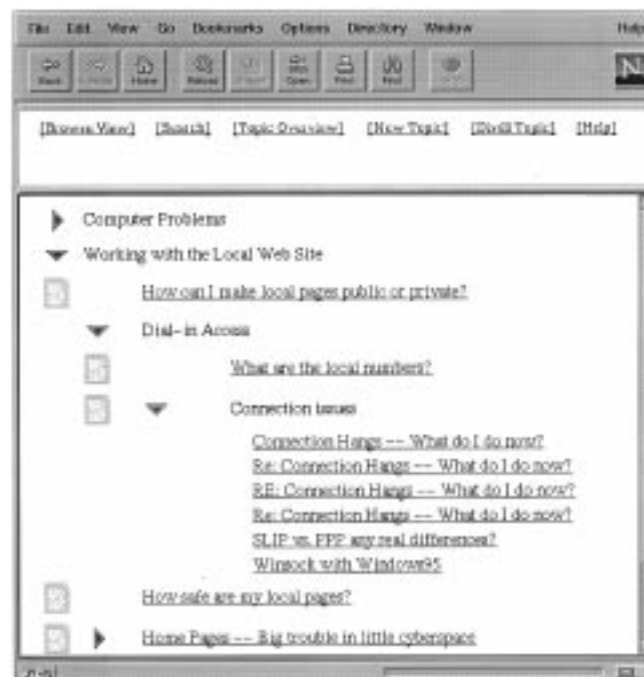 File Edit View Go Bookmarks Options Directory Window Help
Back Home Reload Open Print Find N
[Browse View] [Search] [Topic Overview] [New Topic] [Distill Topic] [Help]
Computer Problems
Working with the Local Web Site
How can I make local pages public or private?
Dial-in Access
What are the local numbers?
Connection issues
Connection Hangs -- What do I do now?
Re: Connection Hangs -- What do I do now?
RE: Connection Hangs -- What do I do now?
Re: Connection Hangs -- What do I do now?
SLIP vs. PPP any real differences?
Winsock with Windows95
How safe are my local pages?
Home Pages -- Big trouble in little cyberspace